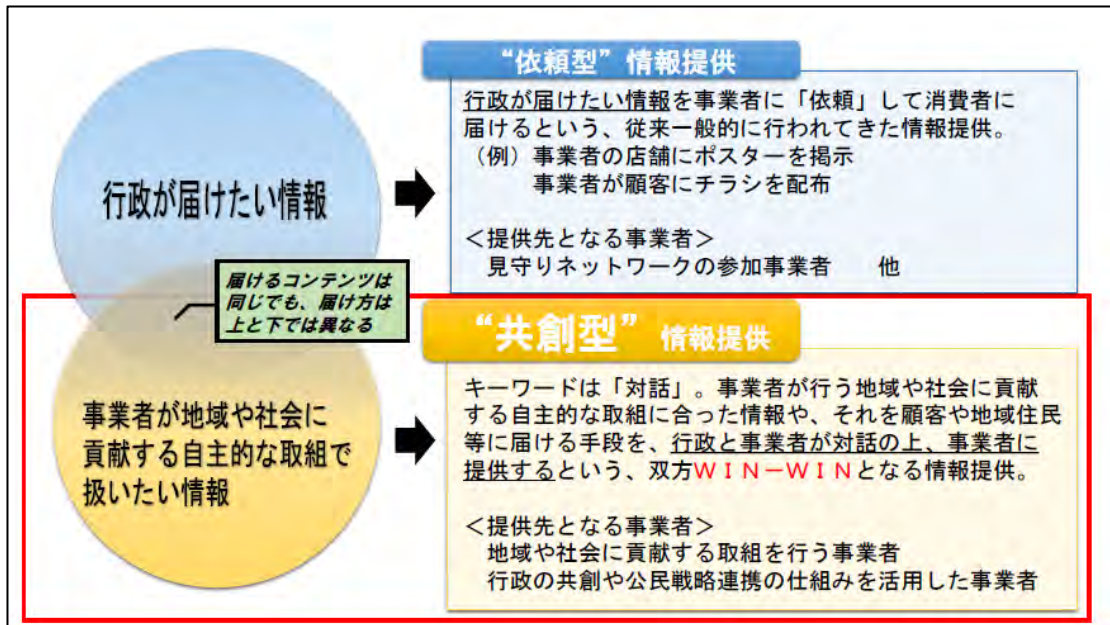 “依頼型”情報提供
行政が届けたい情報を事業者に「依頼」して消費者に
届けるという、従来一般的に行われてきた情報提供。
（例）事業者の店舗にポスターを掲示
事業者が顧客にチラシを配布
＜提供先となる事業者＞
見守りネットワークの参加事業者　他
行政が届けたい情報
届けるコンテンツは
同じでも、届け方は
上と下では異なる
“共創型” 情報提供
キーワードは「対話」。事業者が行う地域や社会に貢献
する自主的な取組に合った情報や、それを顧客や地域住民
等に届ける手段を、行政と事業者が対話の上、事業者に
提供するという、双方ＷＩＮ－ＷＩＮとなる情報提供。
＜提供先となる事業者＞
地域や社会に貢献する取組を行う事業者
行政の共創や公民戦略連携の仕組みを活用した事業者
事業者が地域や社会に
貢献する自主的な取組で
扱いたい情報